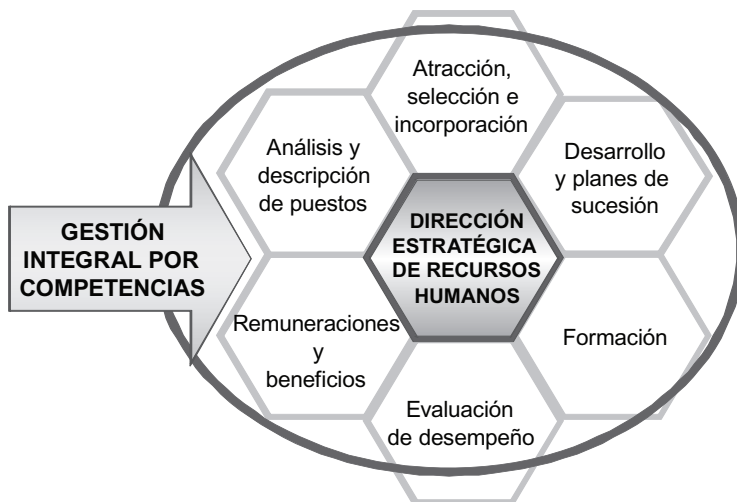 Atracción,
selección e
incorporación
Análisis y
descripción
de puestos
Desarrollo
y planes de
sucesión
GESTIÓN
INTEGRAL POR
COMPETENCIAS
DIRECCIÓN
ESTRATÉGICA
DE RECURSOS
HUMANOS
Remuneraciones
y
beneficios
Formación
Evaluación
de desempeño